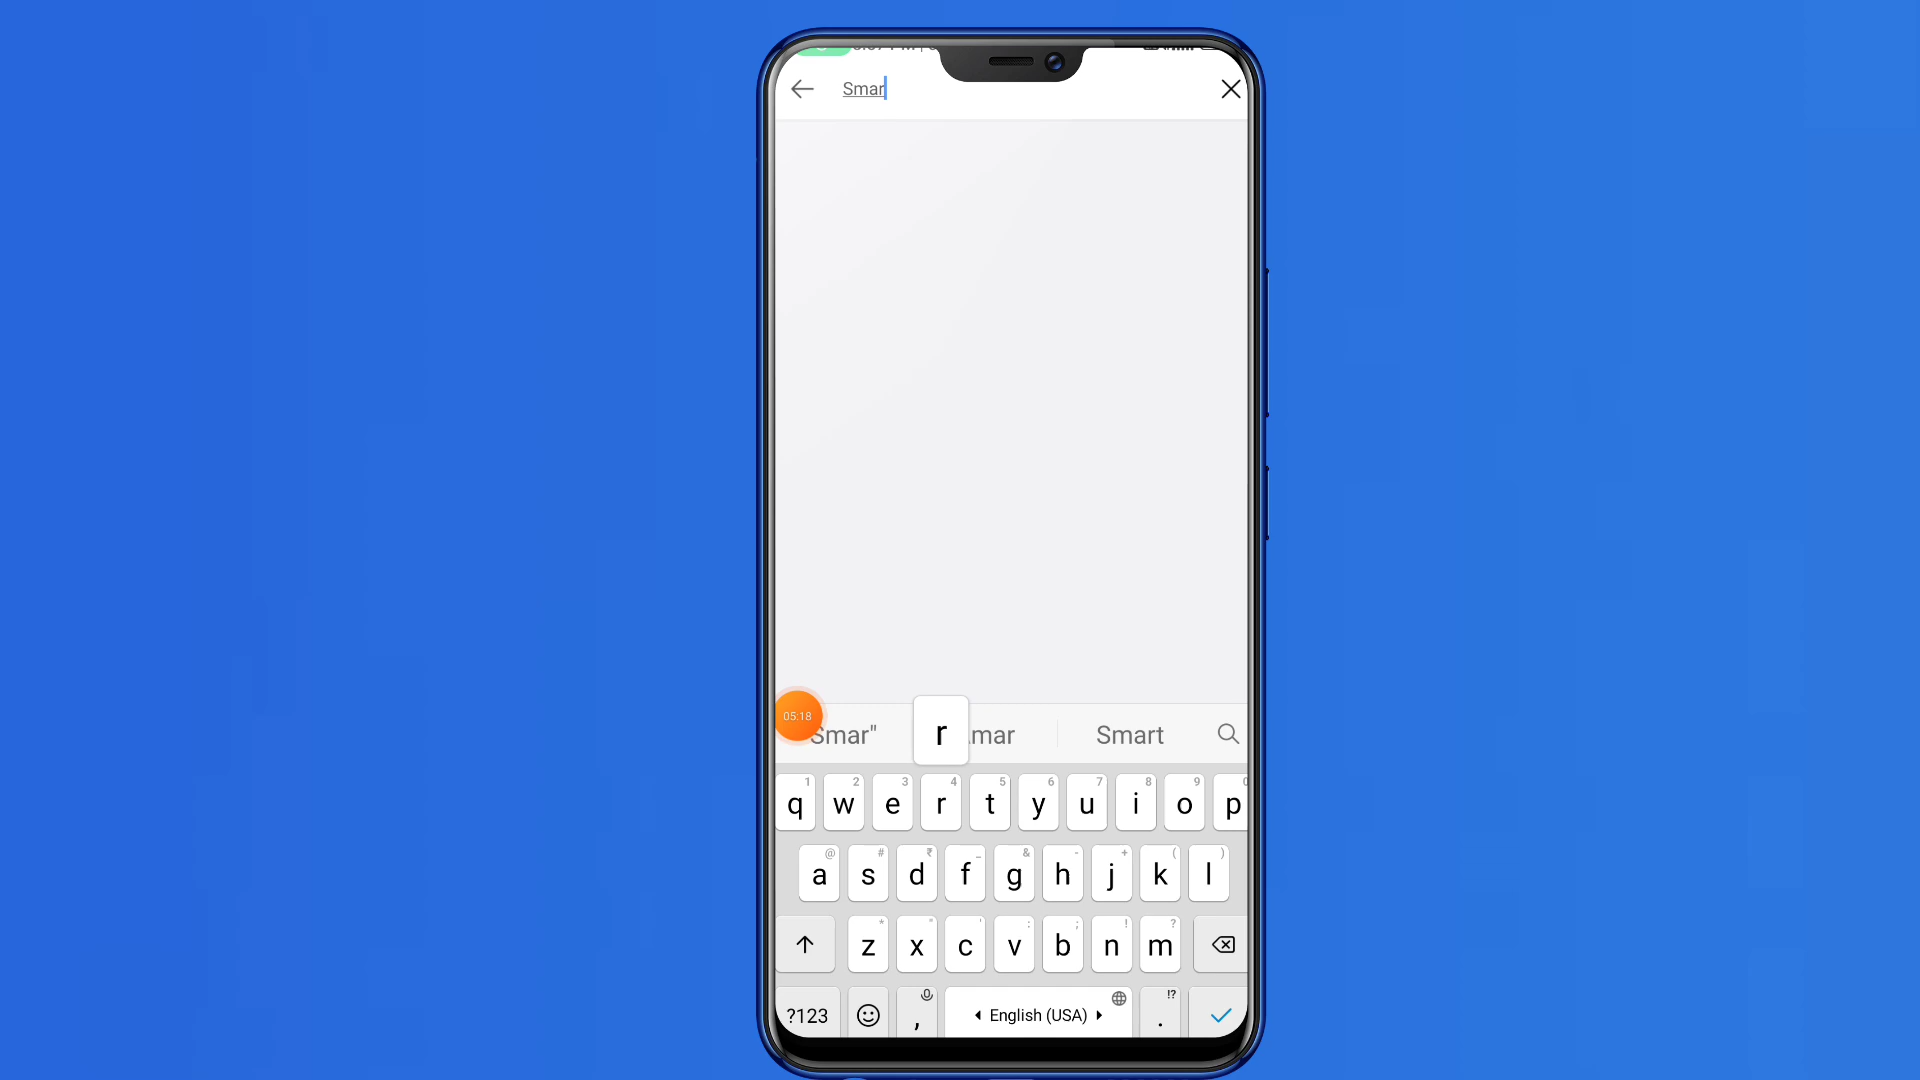 Smar
05:18
Smar" r mar Smart
1 2 3 4 5 6 7 8 9 0
q w e r t y u i o p
@ # ₹ _ & - + ( )
a s d f g h j k l
* " ' : ; ! ?
z x c v b n m
!?
?123 , English (USA) .